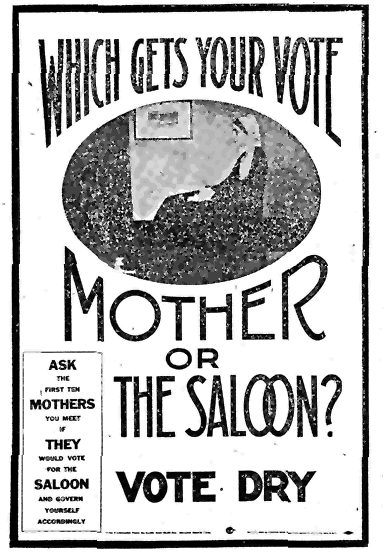 WHICH GETS YOUR VOTE
MOTHER
OR
THE SALOON?
VOTE DRY
ASK
THE
FIRST TEN
MOTHERS
YOU MEET
IF
THEY
WOULD VOTE
FOR THE
SALOON
AND GOVERN
YOURSELF
ACCORDINGLY